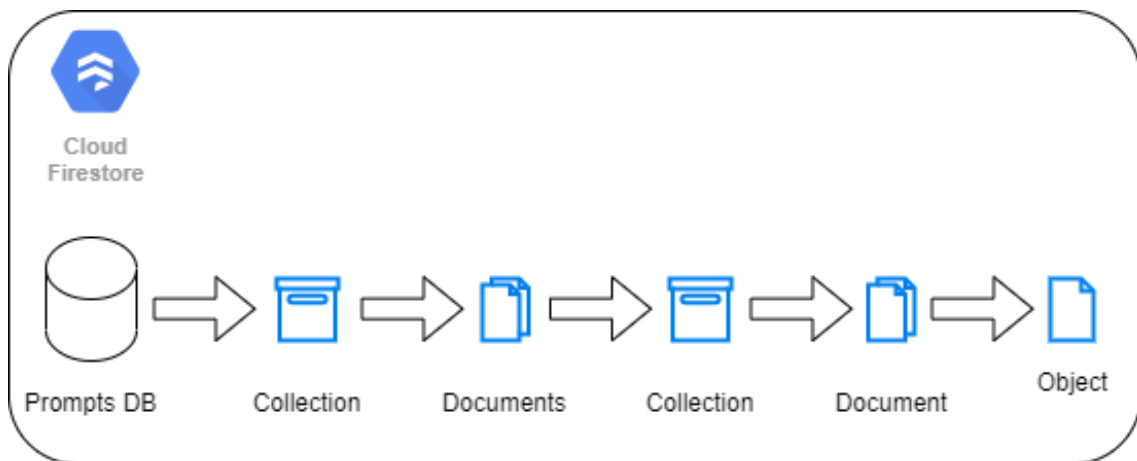 Cloud
Firestore
Prompts DB
Collection
Documents
Collection
Document
Object